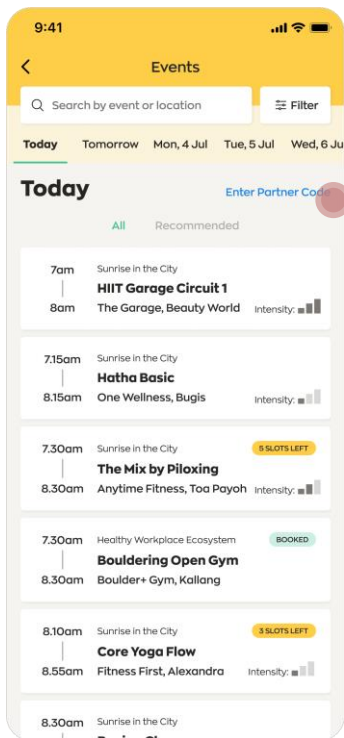 9:41
Events
Search by event or location
Filter
Today Tomorrow Mon, 4 Jul Tue, 5 Jul Wed, 6 Ju
Today
Enter Partner Code
All Recommended
7am Sunrise in the City
HIIT Garage Circuit 1
8am The Garage, Beauty World Intensity:
7.15am Sunrise in the City
Hatha Basic
8.15am One Wellness, Bugis Intensity:
7.30am Sunrise in the City 5 SLOTS LEFT
The Mix by Piloxing
8.30am Anytime Fitness, Toa Payoh Intensity:
7.30am Healthy Workplace Ecosystem BOOKED
Bouldering Open Gym
8.30am Boulder+ Gym, Kallang
8.10am Sunrise in the City 3 SLOTS LEFT
Core Yoga Flow
8.55am Fitness First, Alexandra Intensity:
8.30am Sunrise in the City